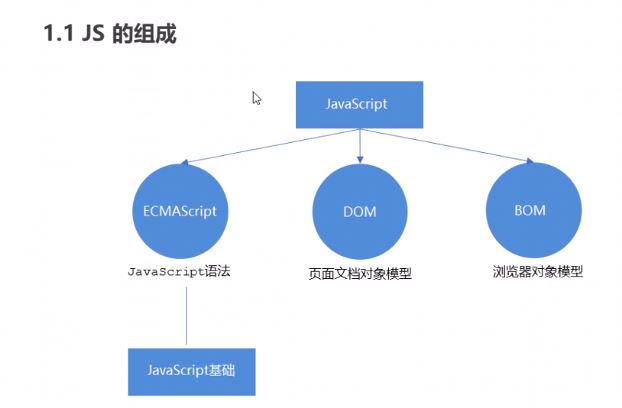 1.1 JS 的组成
JavaScript
ECMAScript
DOM
BOM
JavaScript语法
页面文档对象模型
浏览器对象模型
JavaScript基础